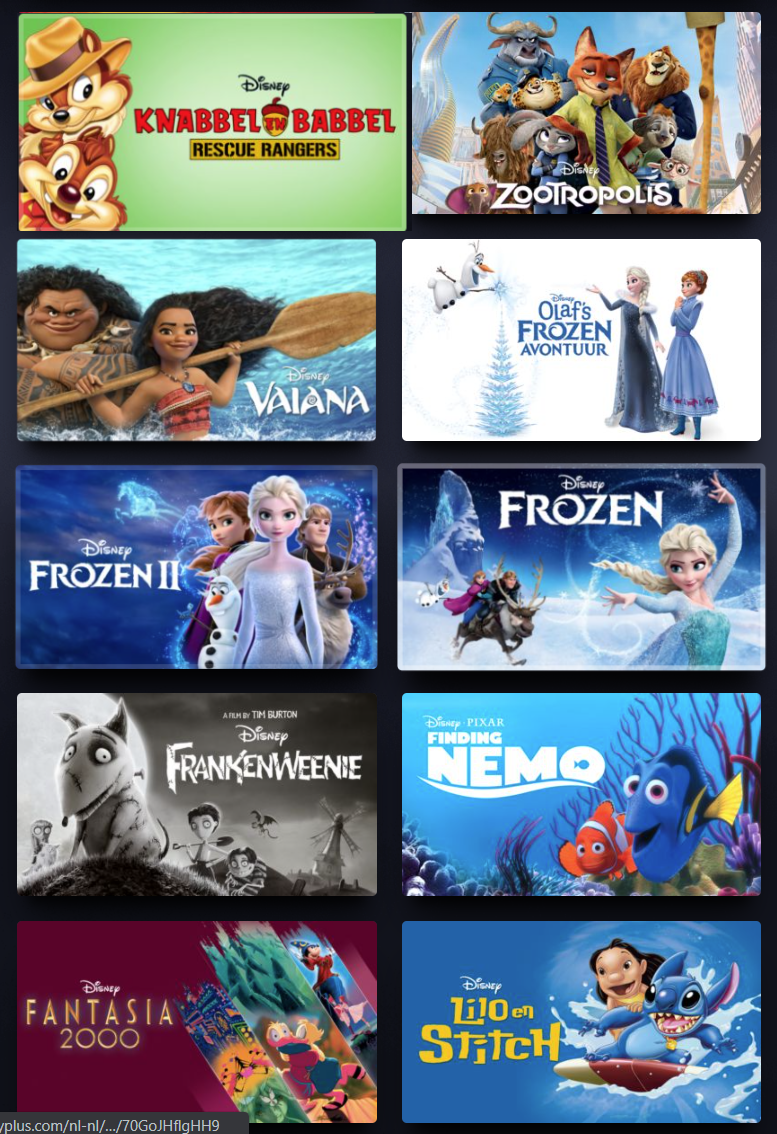 Disney
KNABBEL EN BABBEL
RESCUE RANGERS
Disney
ZOOTROPOLIS
Disney
VAIANA
Disney
OLAF'S
FROZEN
AVONTUUR
Disney
FROZEN II
Disney
FROZEN
A FILM BY TIM BURTON
Disney
FRANKENWEENIE
Disney · PIXAR
FINDING
NEMO
Disney
FANTASIA
2000
Disney
Lilo en
Stitch
yplus.com/nl-nl/.../70GoJHflgHH9